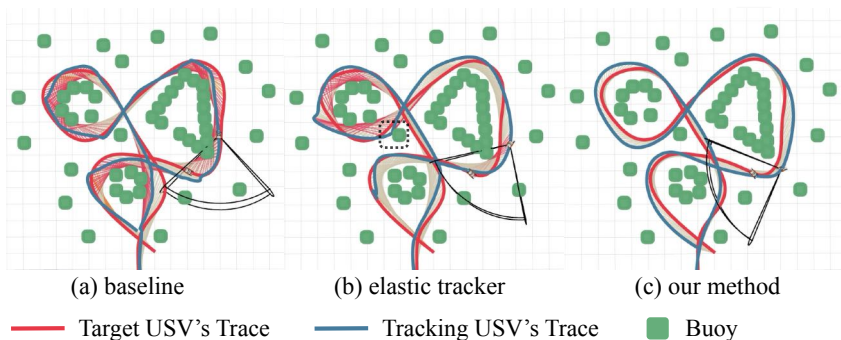 (a) baseline (b) elastic tracker (c) our method
Target USV's Trace Tracking USV's Trace Buoy